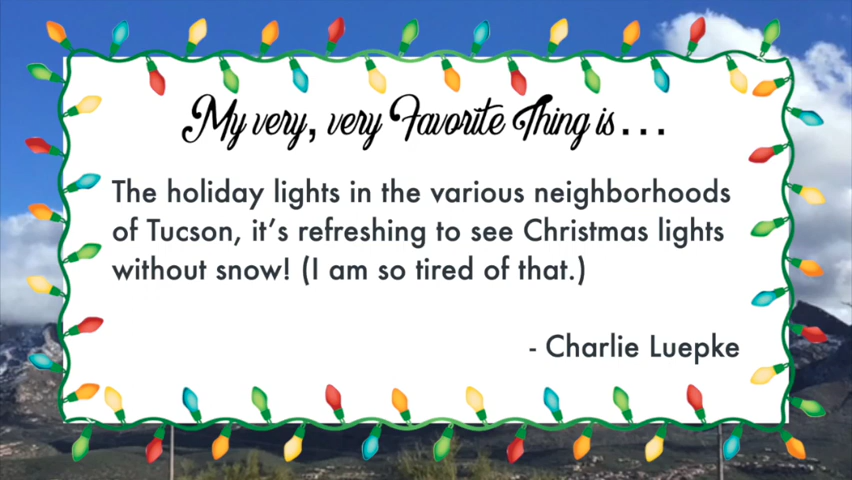 My very, very Favorite Thing is...
The holiday lights in the various neighborhoods
of Tucson, it's refreshing to see Christmas lights
without snow! (I am so tired of that.)
- Charlie Luepke